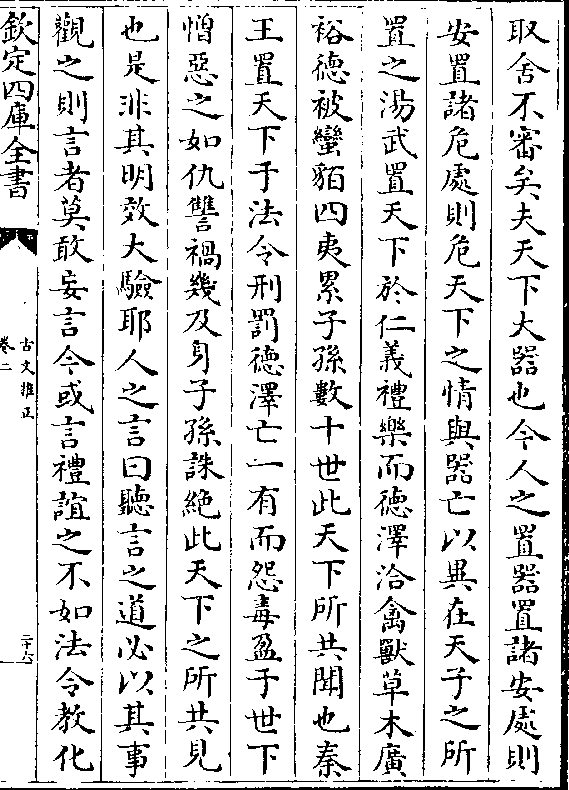 取舍不審矣夫天下大器也今人之置器置諸安處則
安置諸危處則危天下之情與器亡以異在天子之所
置之湯武置天下於仁義禮樂而德澤洽禽獸草木廣
裕德被蠻貊四夷累子孫數十世此天下所共聞也秦
王置天下于法令刑罰德澤亡一有而怨毒盈于世下
憎惡之如仇讐禍幾及身子孫誅絶此天下之所共見
也是非其明效大驗耶人之言曰聽言之道必以其事
觀之則言者莫敢妄言今或言禮誼之不如法令教化
欽定四庫全書
古文雅正
卷二
二十六